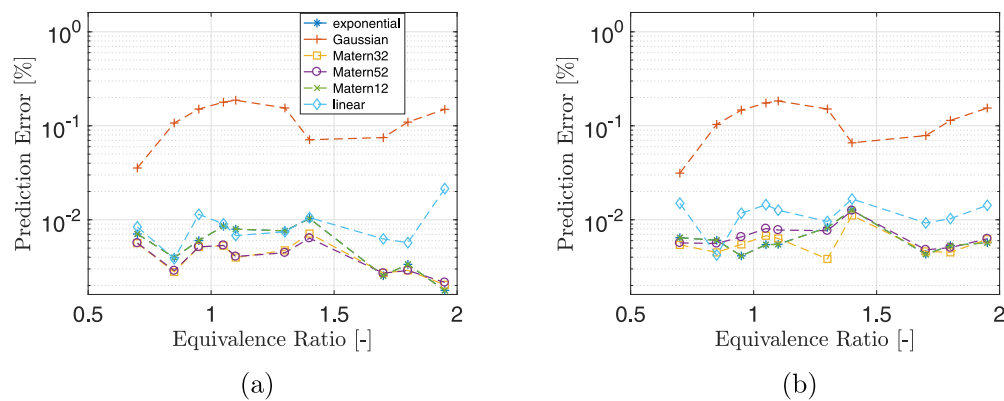 10^0
10^-1
10^-2
Prediction Error [%]
exponential
Gaussian
Matern32
Matern52
Matern12
linear
0.5 1 1.5 2
Equivalence Ratio [-]
(a)
10^0
10^-1
10^-2
Prediction Error [%]
0.5 1 1.5 2
Equivalence Ratio [-]
(b)